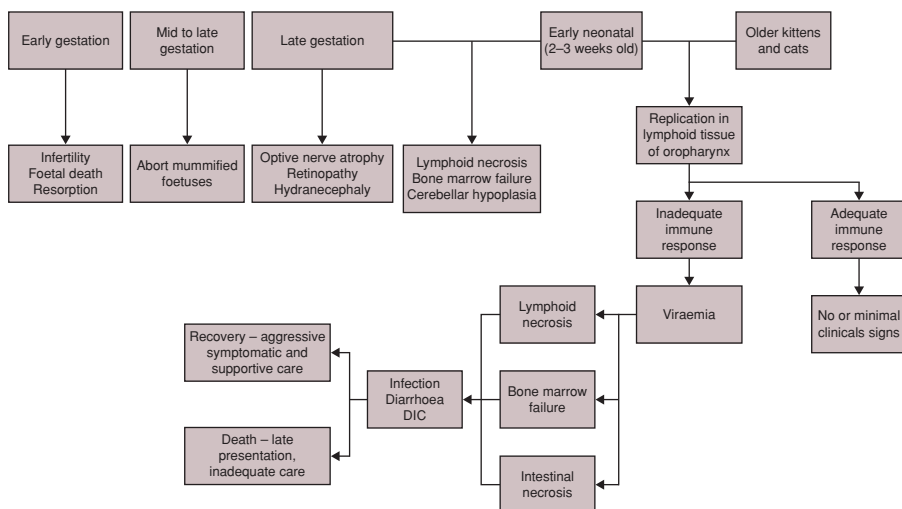 Early gestation
Mid to late
gestation
Late gestation
Early neonatal
(2–3 weeks old)
Older kittens
and cats
Infertility
Foetal death
Resorption
Abort mummified
foetuses
Optive nerve atrophy
Retinopathy
Hydranecephaly
Lymphoid necrosis
Bone marrow failure
Cerebellar hypoplasia
Replication in
lymphoid tissue
of oropharynx
Inadequate
immune
response
Adequate
immune
response
Viraemia
No or minimal
clinicals signs
Lymphoid
necrosis
Bone marrow
failure
Intestinal
necrosis
Infection
Diarrhoea
DIC
Recovery – aggressive
symptomatic and
supportive care
Death – late
presentation,
inadequate care